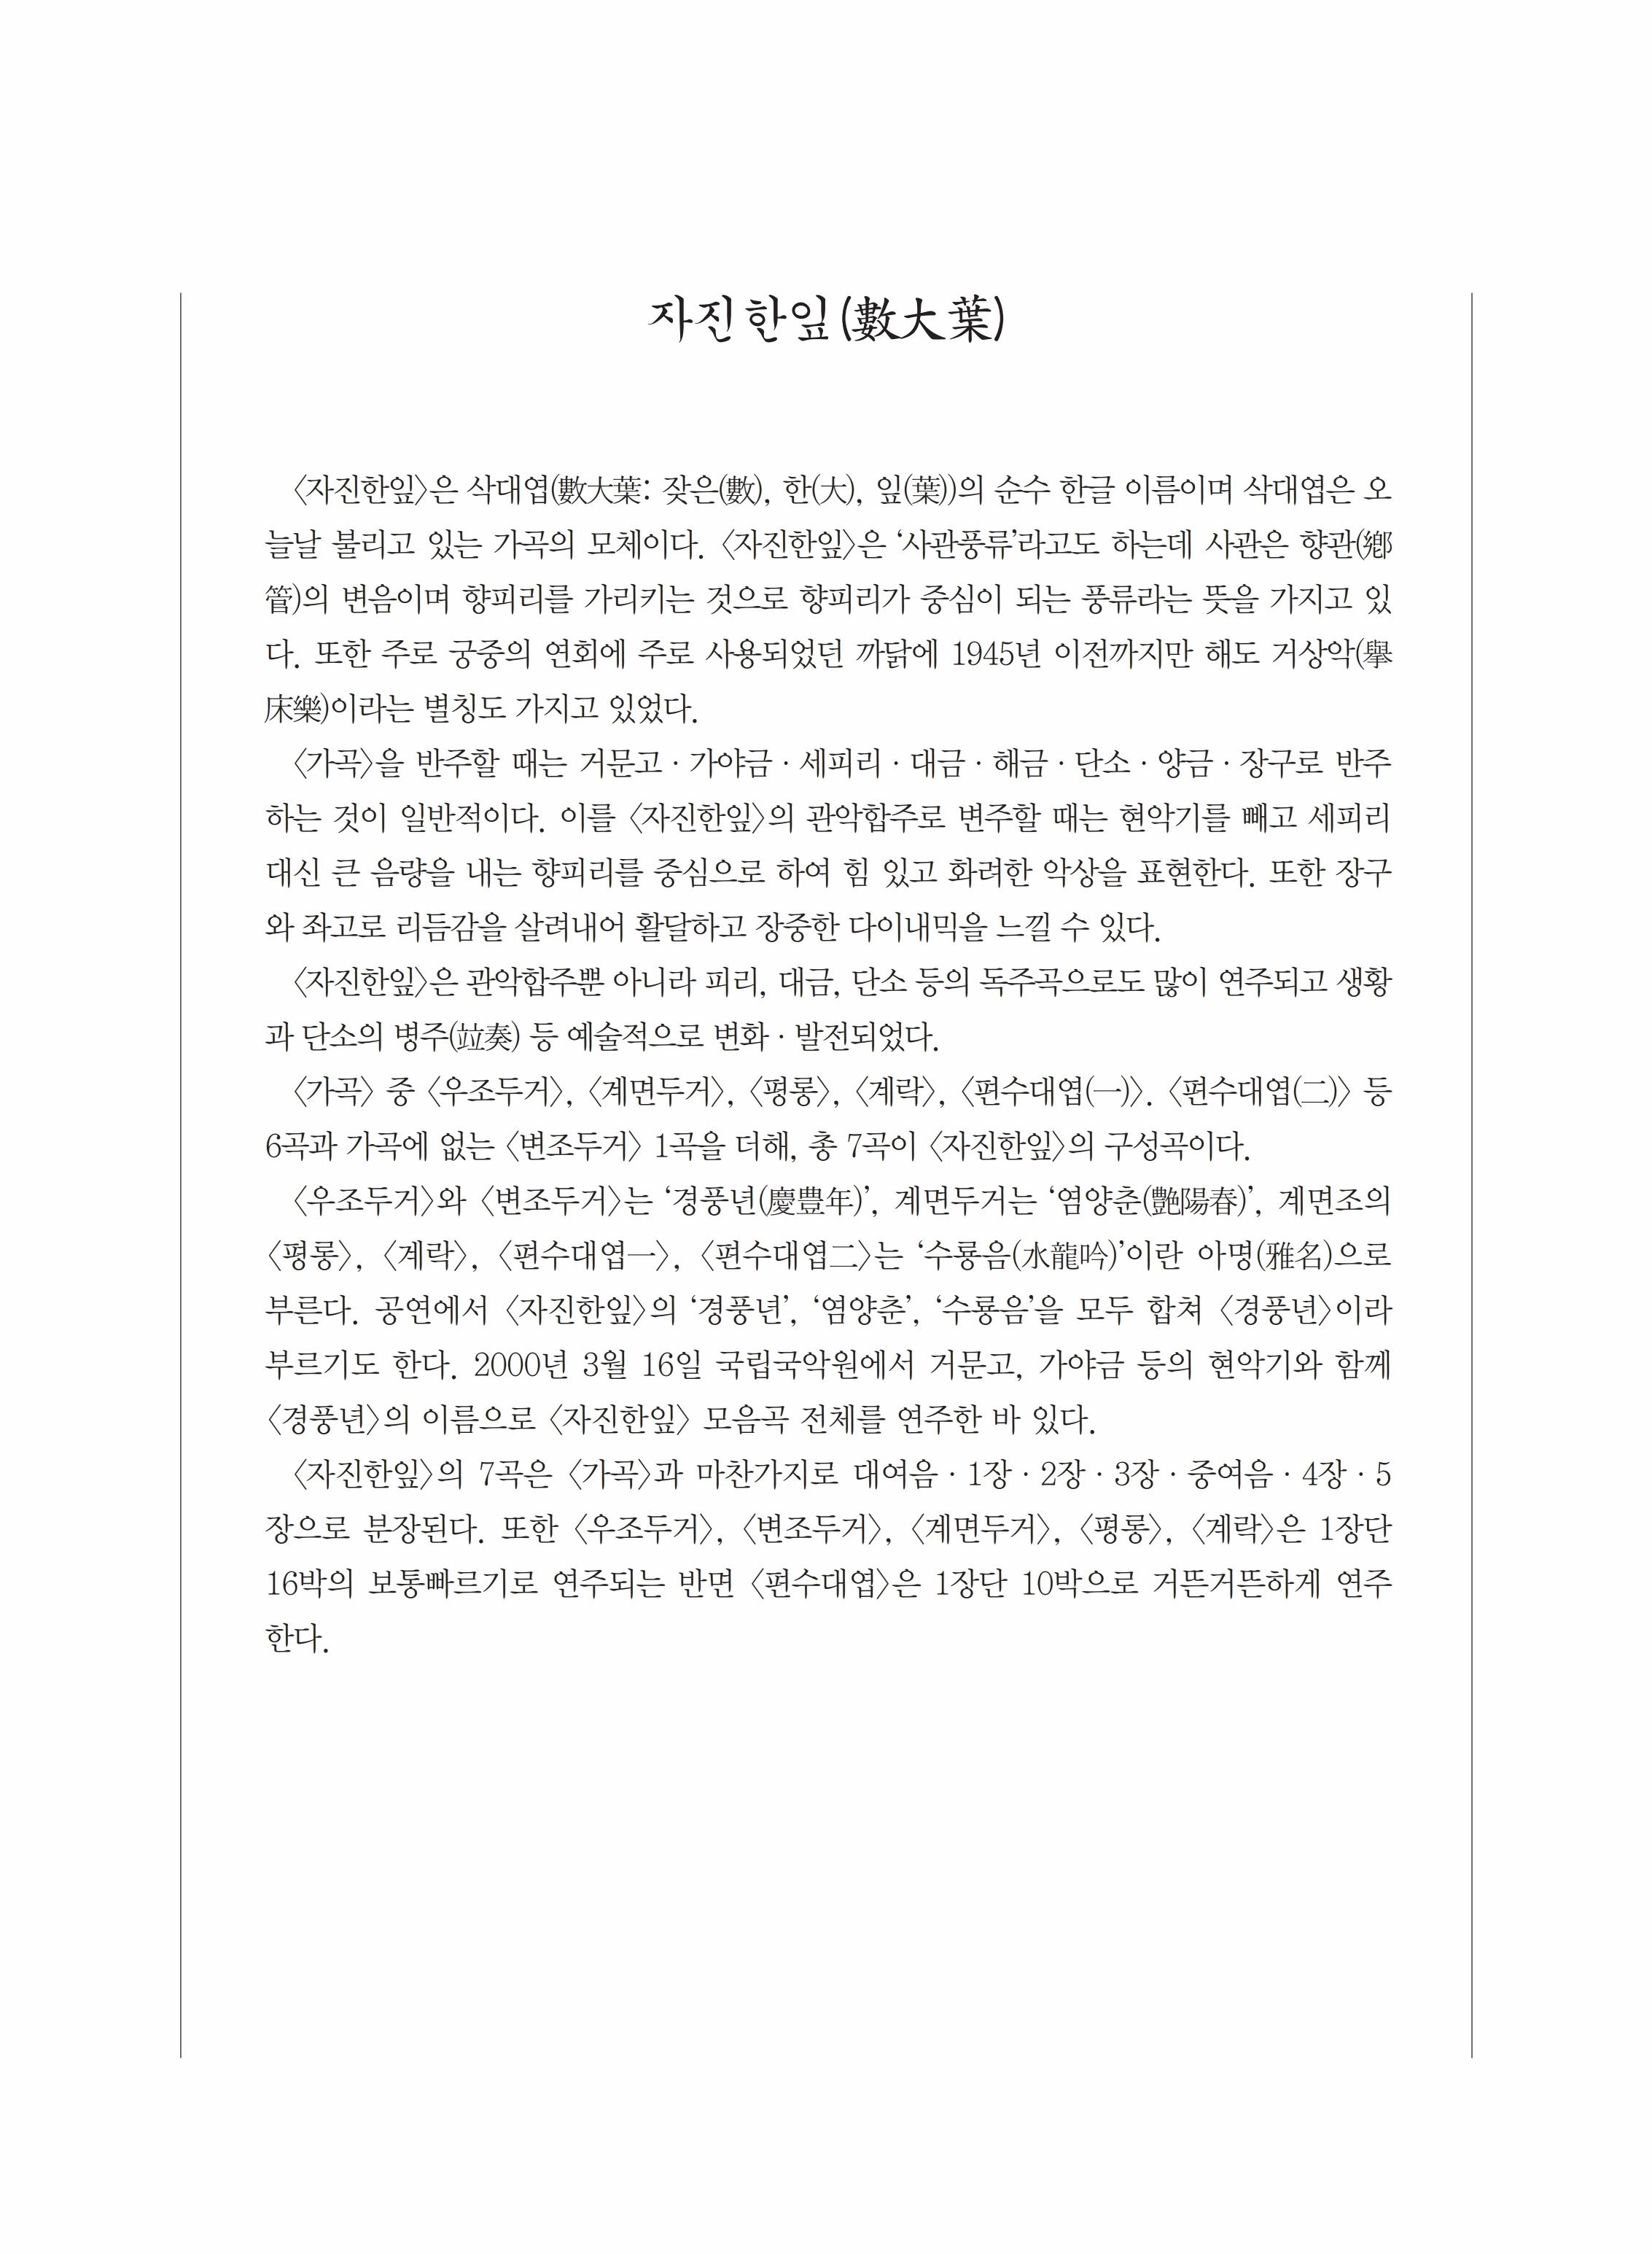 자진한잎(數大葉)
〈자진한잎〉은 삭대엽(數大葉: 잦은(數), 한(大), 잎(葉))의 순수 한글 이름이며 삭대엽은 오
늘날 불리고 있는 가곡의 모체이다. 〈자진한잎〉은 ‘사관풍류’라고도 하는데 사관은 향관(鄕
管)의 변음이며 향피리를 가리키는 것으로 향피리가 중심이 되는 풍류라는 뜻을 가지고 있
다. 또한 주로 궁중의 연회에 주로 사용되었던 까닭에 1945년 이전까지만 해도 거상악(擧
床樂)이라는 별칭도 가지고 있었다.
〈가곡〉을 반주할 때는 거문고 · 가야금 · 세피리 · 대금 · 해금 · 단소 · 양금 · 장구로 반주
하는 것이 일반적이다. 이를 〈자진한잎〉의 관악합주로 변주할 때는 현악기를 빼고 세피리
대신 큰 음량을 내는 향피리를 중심으로 하여 힘 있고 화려한 악상을 표현한다. 또한 장구
와 좌고로 리듬감을 살려내어 활달하고 장중한 다이내믹을 느낄 수 있다.
〈자진한잎〉은 관악합주뿐 아니라 피리, 대금, 단소 등의 독주곡으로도 많이 연주되고 생황
과 단소의 병주(竝奏) 등 예술적으로 변화 · 발전되었다.
〈가곡〉 중 〈우조두거〉, 〈계면두거〉, 〈평롱〉, 〈계락〉, 〈편수대엽(一)〉. 〈편수대엽(二)〉 등
6곡과 가곡에 없는 〈변조두거〉 1곡을 더해, 총 7곡이 〈자진한잎〉의 구성곡이다.
〈우조두거〉와 〈변조두거〉는 ‘경풍년(慶豊年)’, 계면두거는 ‘염양춘(艶陽春)’, 계면조의
〈평롱〉, 〈계락〉, 〈편수대엽一〉, 〈편수대엽二〉는 ‘수룡음(水龍吟)’이란 아명(雅名)으로
부른다. 공연에서 〈자진한잎〉의 ‘경풍년’, ‘염양춘’, ‘수룡음’을 모두 합쳐 〈경풍년〉이라
부르기도 한다. 2000년 3월 16일 국립국악원에서 거문고, 가야금 등의 현악기와 함께
〈경풍년〉의 이름으로 〈자진한잎〉 모음곡 전체를 연주한 바 있다.
〈자진한잎〉의 7곡은 〈가곡〉과 마찬가지로 대여음 · 1장 · 2장 · 3장 · 중여음 · 4장 · 5
장으로 분장된다. 또한 〈우조두거〉, 〈변조두거〉, 〈계면두거〉, 〈평롱〉, 〈계락〉은 1장단
16박의 보통빠르기로 연주되는 반면 〈편수대엽〉은 1장단 10박으로 거뜬거뜬하게 연주
한다.